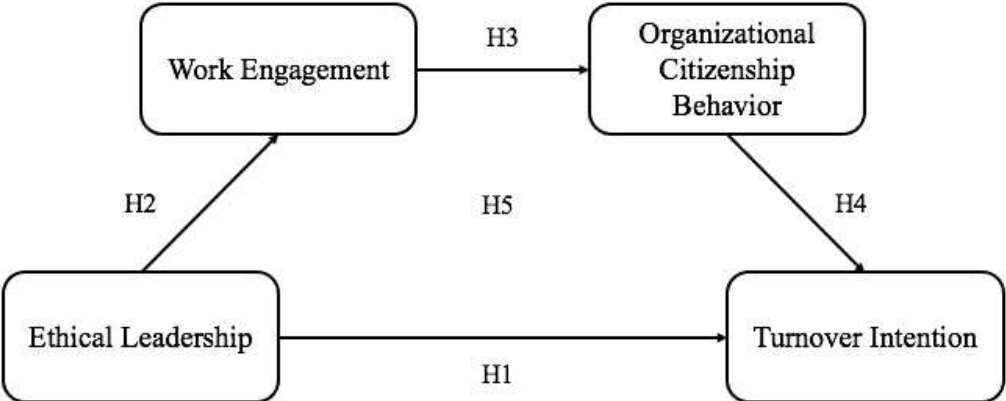 H3
Organizational
Citizenship
Behavior
Work Engagement
H2
H5
H4
Ethical Leadership
Turnover Intention
H1